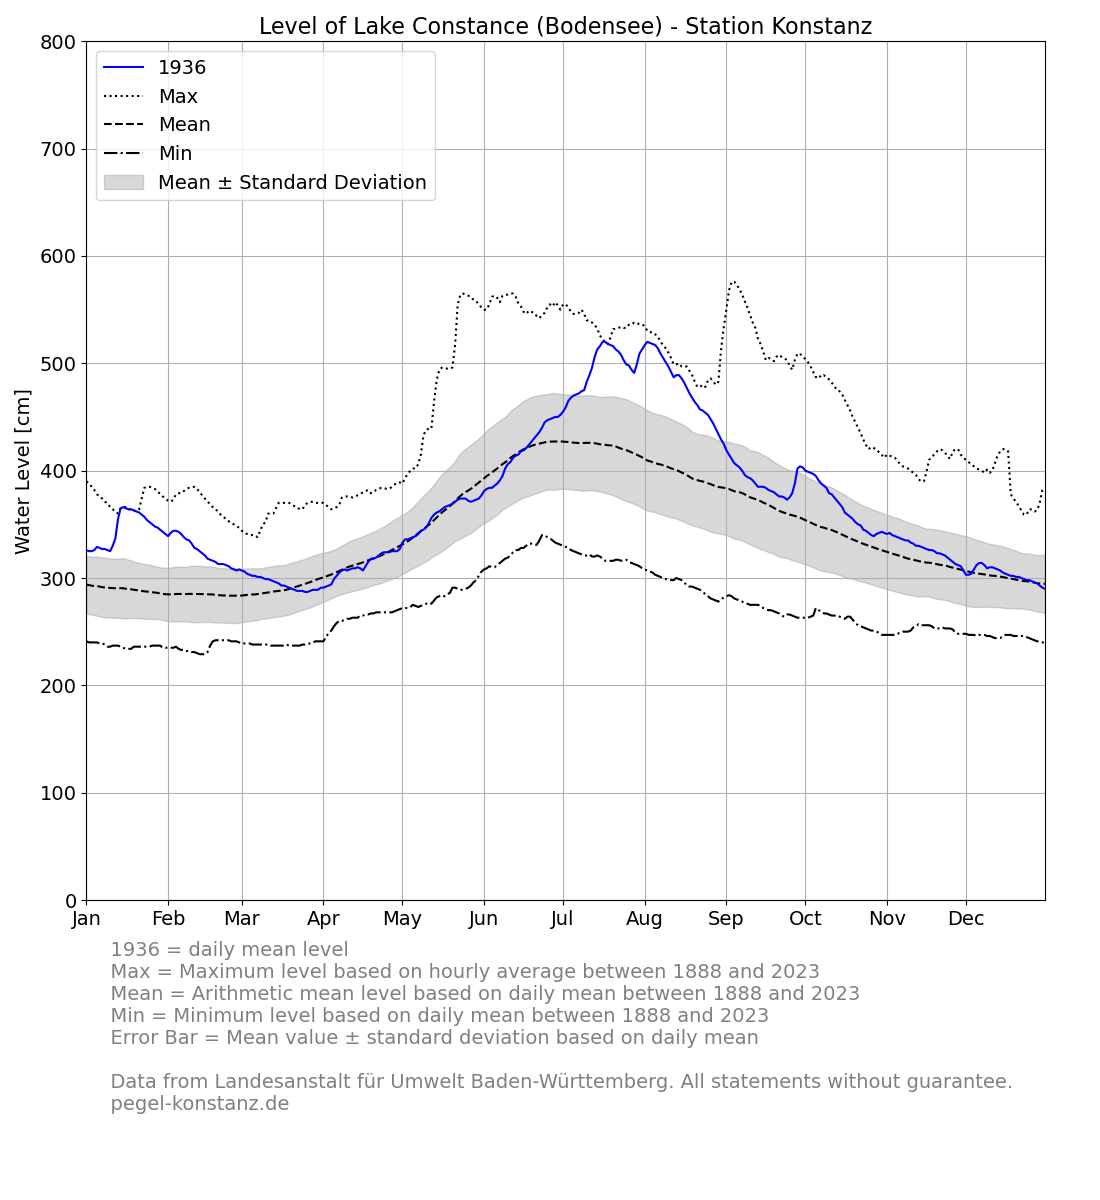 Level of Lake Constance (Bodensee) - Station Konstanz
800
700
600
500
400
300
200
100
0
Water Level [cm]
1936
Max
Mean
Min
Mean ± Standard Deviation
Jan Feb Mar Apr May Jun Jul Aug Sep Oct Nov Dec
1936 = daily mean level
Max = Maximum level based on hourly average between 1888 and 2023
Mean = Arithmetic mean level based on daily mean between 1888 and 2023
Min = Minimum level based on daily mean between 1888 and 2023
Error Bar = Mean value ± standard deviation based on daily mean
Data from Landesanstalt für Umwelt Baden-Württemberg. All statements without guarantee.
pegel-konstanz.de